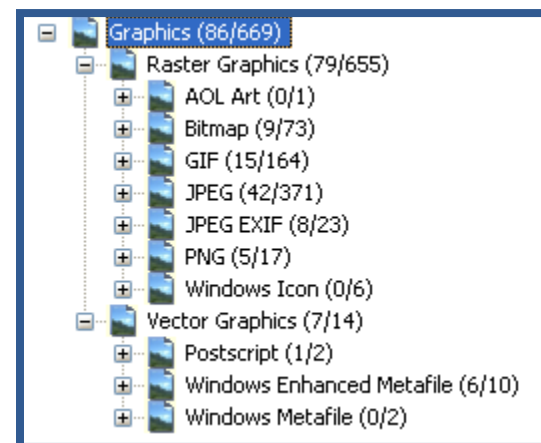 Graphics (86/669)
Raster Graphics (79/655)
AOL Art (0/1)
Bitmap (9/73)
GIF (15/164)
JPEG (42/371)
JPEG EXIF (8/23)
PNG (5/17)
Windows Icon (0/6)
Vector Graphics (7/14)
Postscript (1/2)
Windows Enhanced Metafile (6/10)
Windows Metafile (0/2)